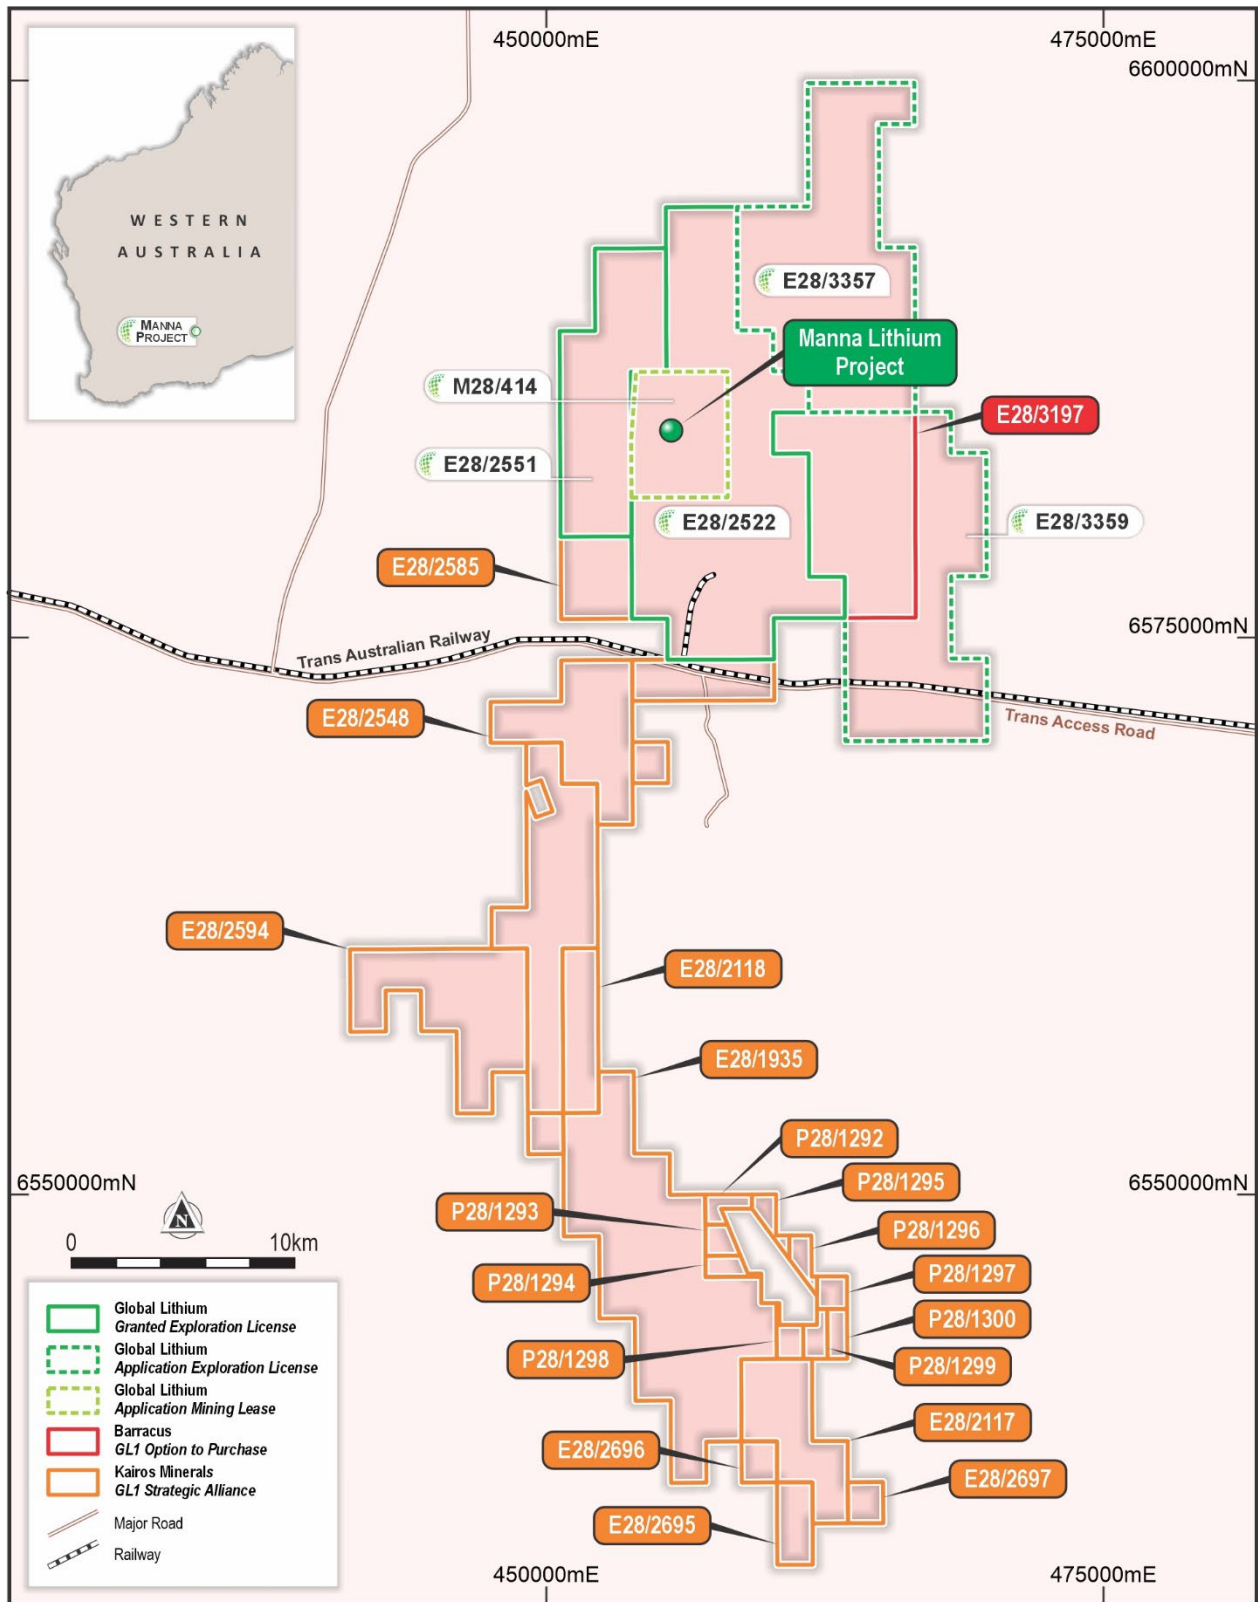 450000mE
475000mE
6600000mN
WESTERN
AUSTRALIA
MANNA
PROJECT
E28/3357
Manna Lithium
Project
M28/414
E28/3197
E28/2551
E28/2522
E28/3359
E28/2585
6575000mN
Trans Australian Railway
E28/2548
Trans Access Road
E28/2594
E28/2118
E28/1935
P28/1292
6550000mN
P28/1295
P28/1293
P28/1296
N
0
10km
P28/1294
P28/1297
P28/1300
P28/1298
P28/1299
E28/2117
E28/2696
E28/2697
E28/2695
Global Lithium
Granted Exploration License
Global Lithium
Application Exploration License
Global Lithium
Application Mining Lease
Barracus
GL1 Option to Purchase
Kairos Minerals
GL1 Strategic Alliance
Major Road
Railway
450000mE
475000mE